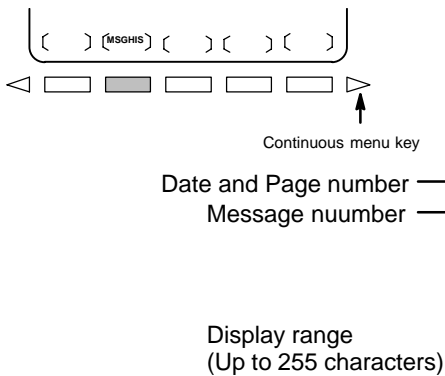 [ ] [MSGHIS] [ ] [ ] [ ]
Continuous menu key
Date and Page number
Message nuumber
Display range
(Up to 255 characters)